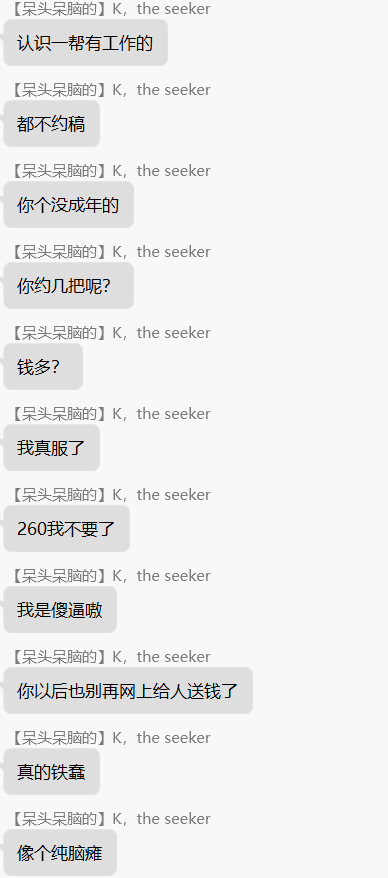 【呆头呆脑的】K，the seeker
认识一帮有工作的
【呆头呆脑的】K，the seeker
都不约稿
【呆头呆脑的】K，the seeker
你个没成年的
【呆头呆脑的】K，the seeker
你约几把呢？
【呆头呆脑的】K，the seeker
钱多？
【呆头呆脑的】K，the seeker
我真服了
【呆头呆脑的】K，the seeker
260我不要了
【呆头呆脑的】K，the seeker
我是傻逼嗷
【呆头呆脑的】K，the seeker
你以后也别再网上给人送钱了
【呆头呆脑的】K，the seeker
真的铁蠢
【呆头呆脑的】K，the seeker
像个纯脑瘫